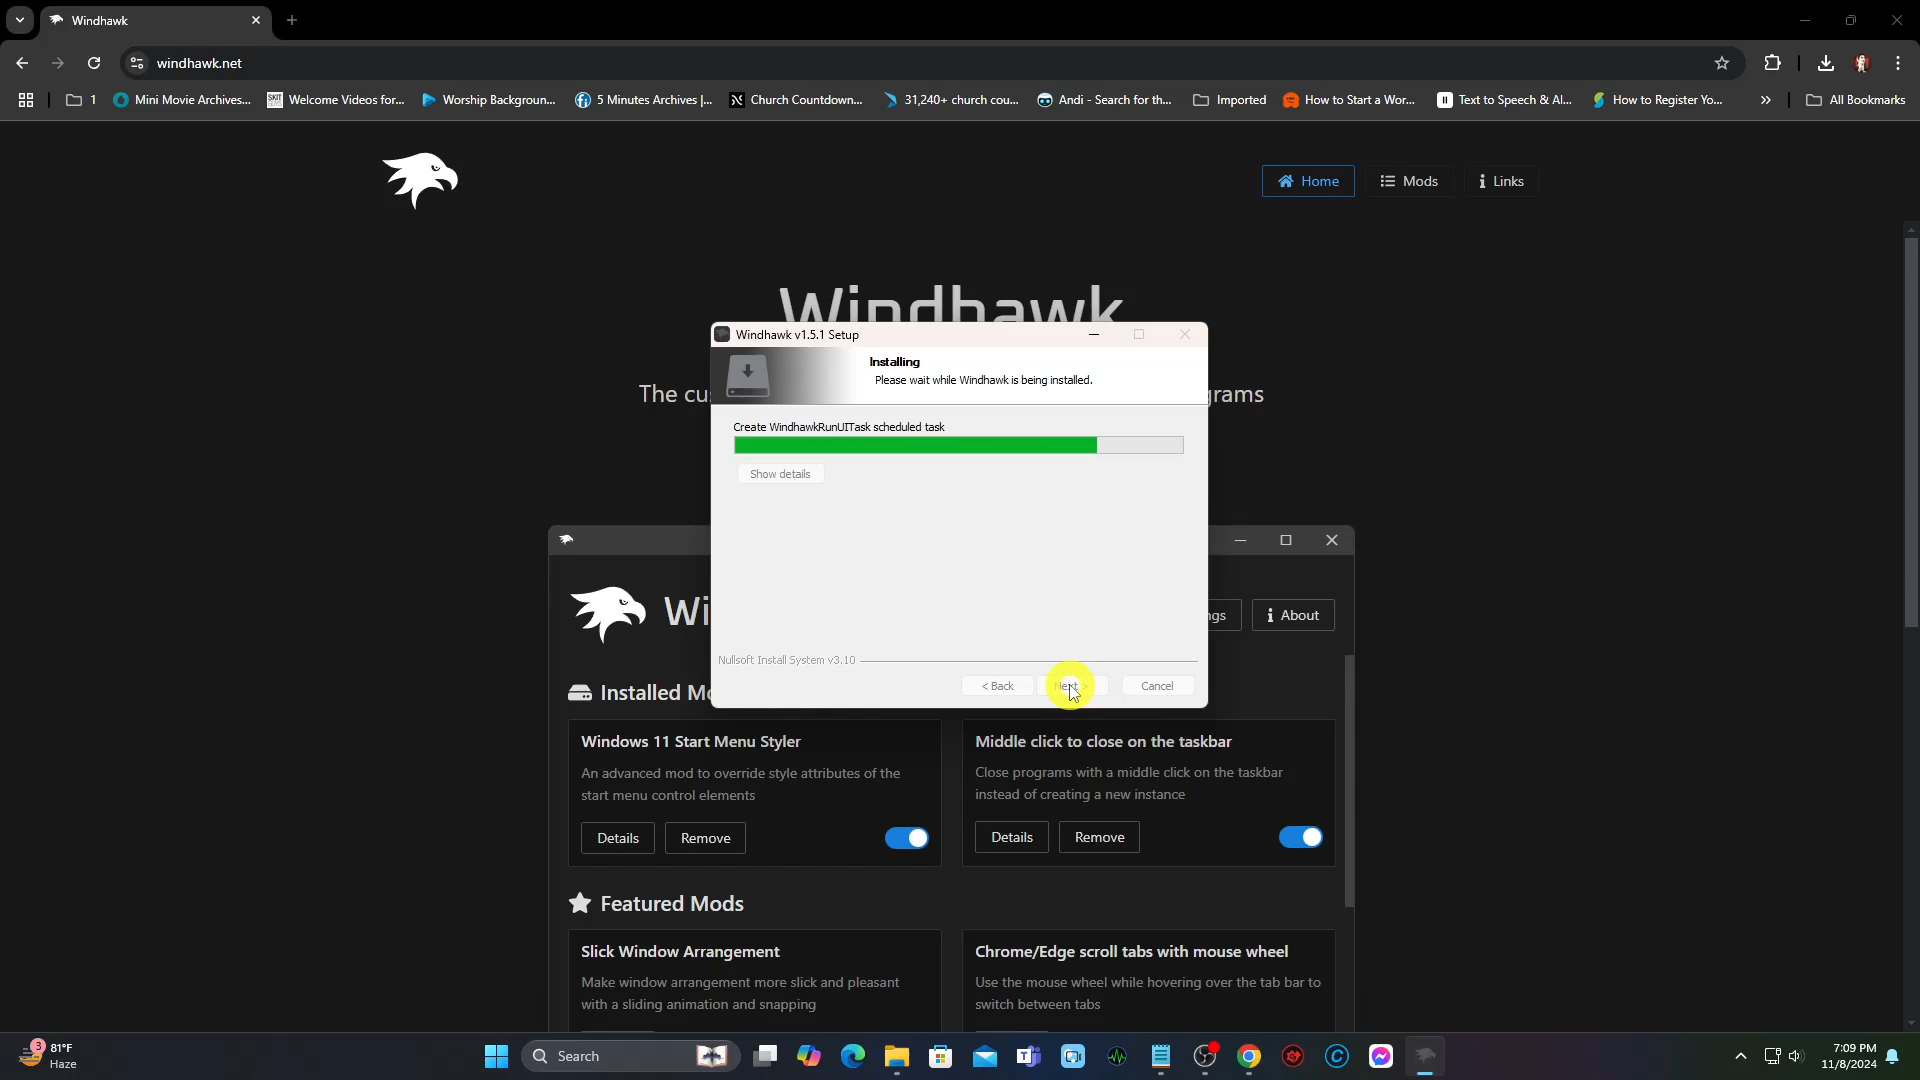 Windhawk
windhawk.net
1
Mini Movie Archives...
Welcome Videos for...
Worship Backgroun...
5 Minutes Archives |...
Church Countdown...
31,240+ church cou...
Andi - Search for th...
Imported
How to Start a Wor...
Text to Speech & Al...
How to Register Yo...
All Bookmarks
Home
Mods
Links
Windhawk
The cu
grams
Windhawk v1.5.1 Setup
Installing
Please wait while Windhawk is being installed.
Create WindhawkRunUITask scheduled task
Show details
Nullsoft Install System v3.10
< Back
Next >
Cancel
Wi
ngs
About
Installed Mo
Windows 11 Start Menu Styler
An advanced mod to override style attributes of the
start menu control elements
Details
Remove
Middle click to close on the taskbar
Close programs with a middle click on the taskbar
instead of creating a new instance
Details
Remove
Featured Mods
Slick Window Arrangement
Make window arrangement more slick and pleasant
with a sliding animation and snapping
Chrome/Edge scroll tabs with mouse wheel
Use the mouse wheel while hovering over the tab bar to
switch between tabs
3
81°F
Haze
Search
7:09 PM
11/8/2024